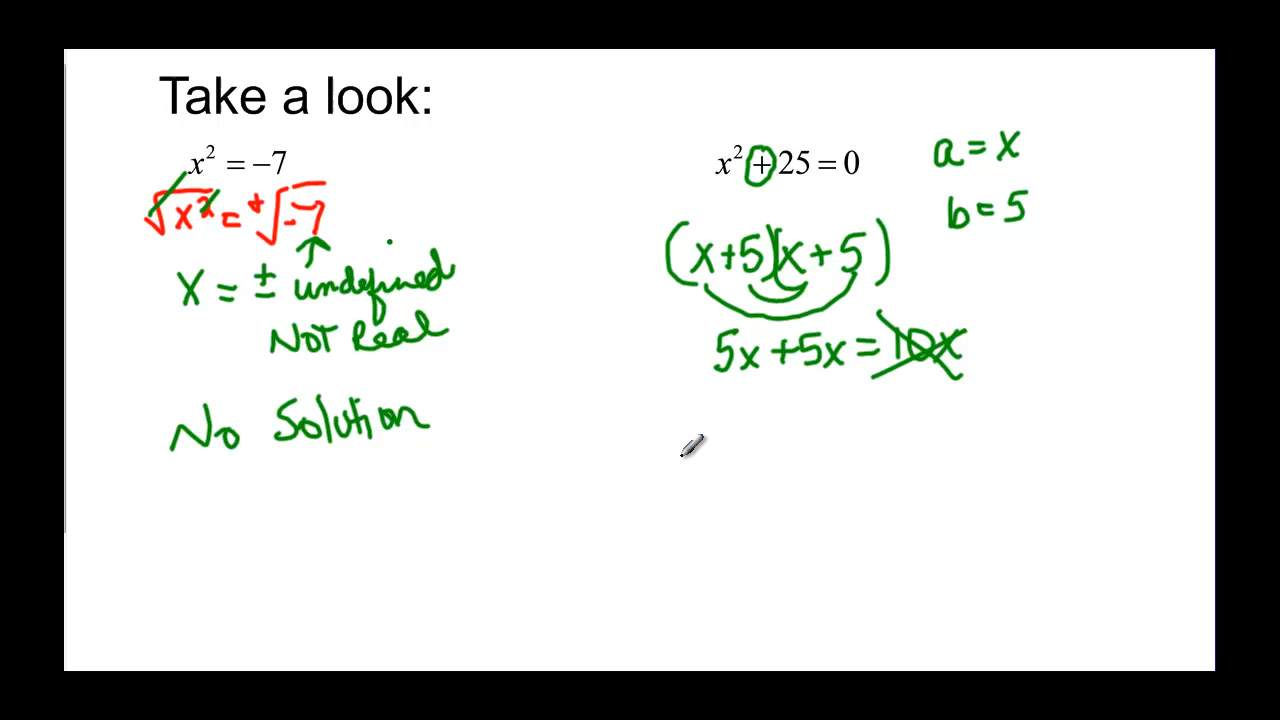 Take a look:
x² = −7
√x² = ±√−7
x = ± undefined
NOT Real
No Solution
x² + 25 = 0
a = x
b = 5
(x+5)(x+5)
5x + 5x = 10x